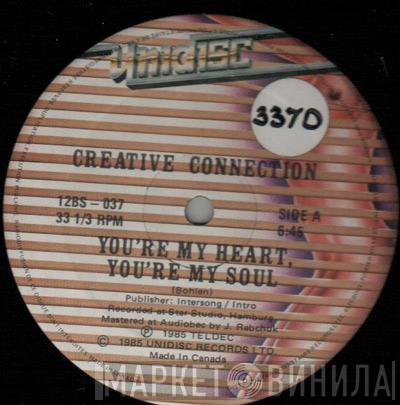 unidisc
3370
CREATIVE CONNECTION
12BS-037
33 1/3 RPM
SIDE A
6:45
YOU'RE MY HEART,
YOU'RE MY SOUL
(Bohlen)
Publisher: Intersong / Intro
Recorded at Star Studio, Hamburg
Mastered at Audiobec by J. Rabchuk
℗ 1985 TELDEC
© 1985 UNIDISC RECORDS LTD.
Made In Canada
МАРКЕТ ВИНИЛА